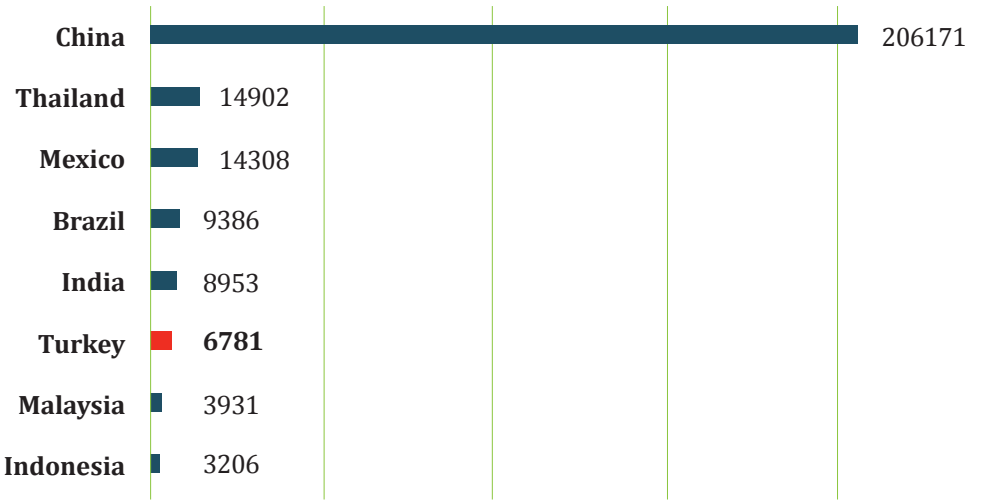 China 206171
Thailand 14902
Mexico 14308
Brazil 9386
India 8953
Turkey 6781
Malaysia 3931
Indonesia 3206